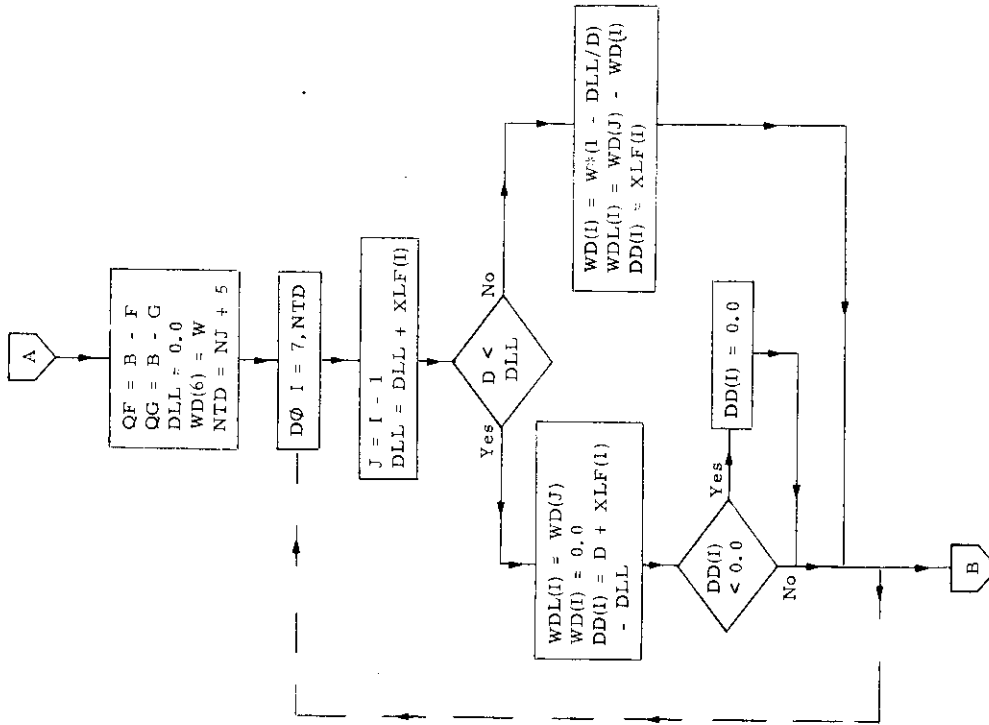 A
QF = B - F
QG = B - G
DLL = 0.0
WD(6) = W
NTD = NJ + 5
DØ I = 7,NTD
J = I - 1
DLL = DLL + XLF(I)
D <
DLL
Yes
No
WDL(I) = WD(J)
WD(I) = 0.0
DD(I) = D + XLF(I)
- DLL
WD(I) = W*(1 - DLL/D)
WDL(I) = WD(J) - WD(I)
DD(I) = XLF(I)
DD(I)
< 0.0
Yes
No
DD(I) = 0.0
B